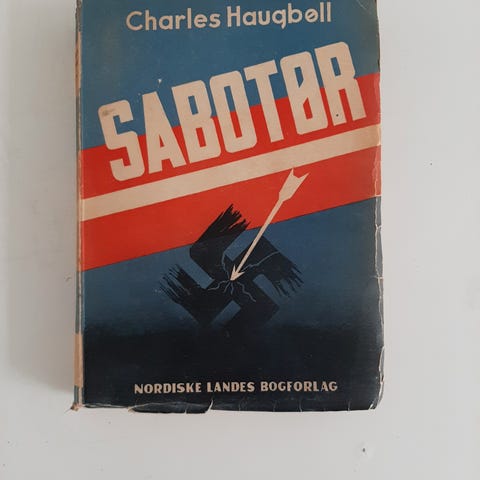 Charles Haugbøll
SABOTØR
NORDISKE LANDES BOGFORLAG